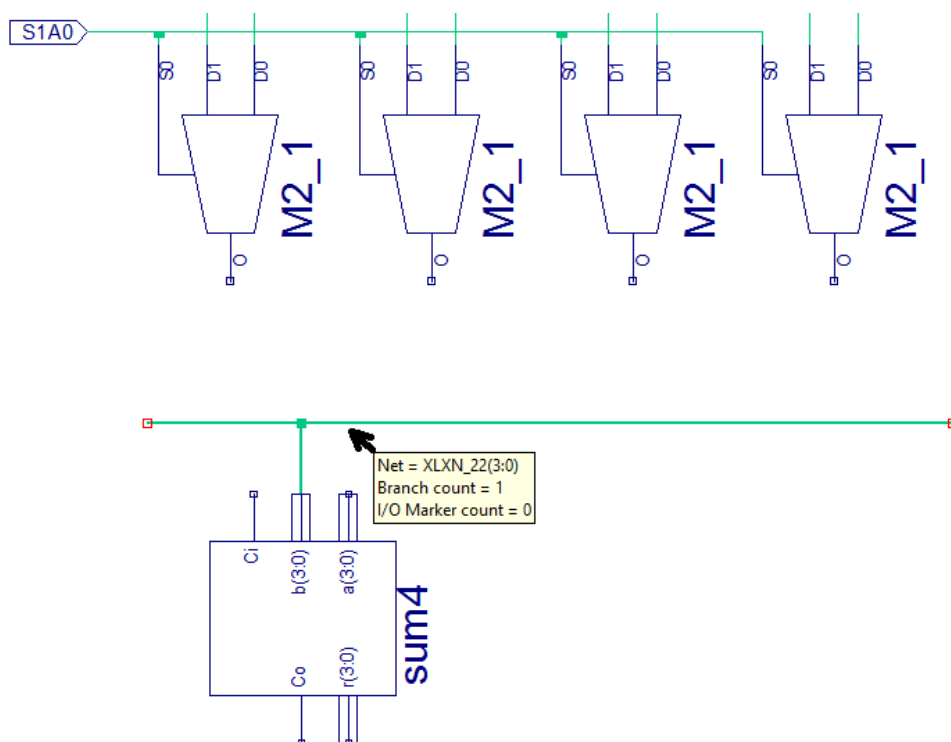 S1A0
S0 D1 D0 S0 D1 D0 S0 D1 D0 S0 D1 D0
M2_1 M2_1 M2_1 M2_1
O O O O
Net = XLXN_22(3:0)
Branch count = 1
I/O Marker count = 0
Ci b(3:0) a(3:0)
sum4
Co r(3:0)